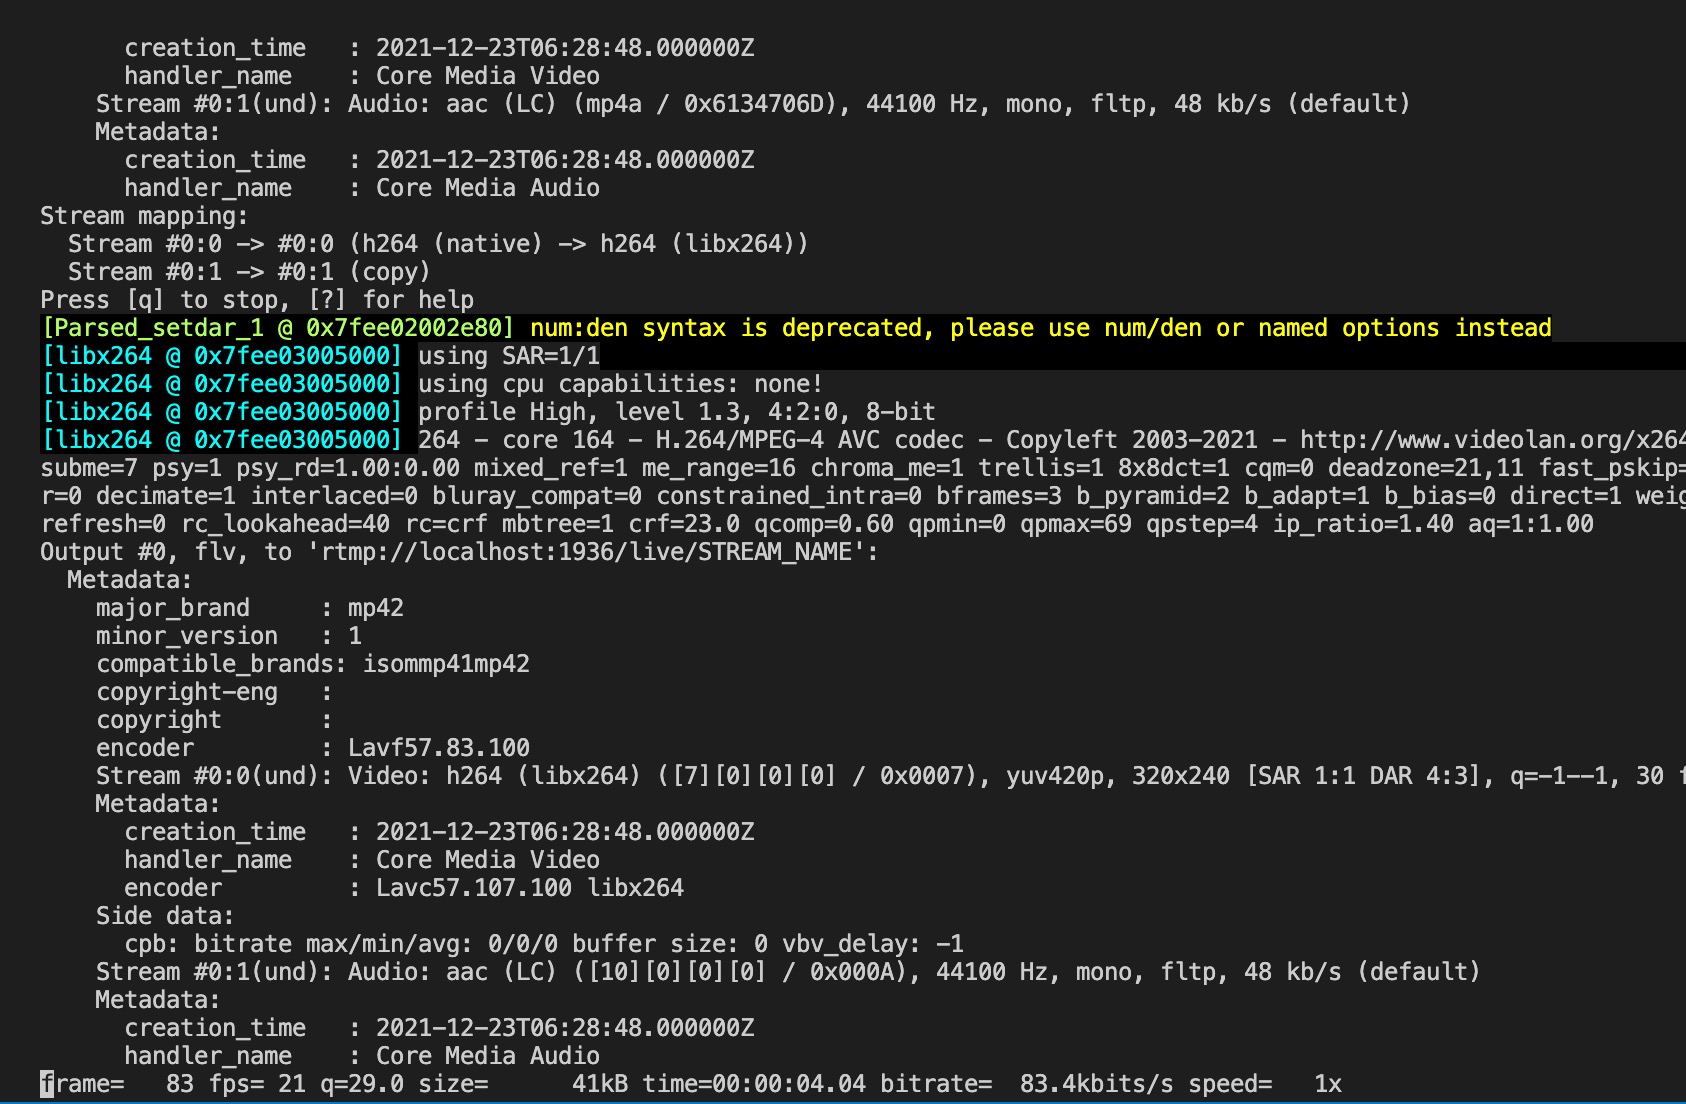 creation_time   : 2021-12-23T06:28:48.000000Z
handler_name    : Core Media Video
Stream #0:1(und): Audio: aac (LC) (mp4a / 0x6134706D), 44100 Hz, mono, fltp, 48 kb/s (default)
Metadata:
creation_time   : 2021-12-23T06:28:48.000000Z
handler_name    : Core Media Audio
Stream mapping:
Stream #0:0 -> #0:0 (h264 (native) -> h264 (libx264))
Stream #0:1 -> #0:1 (copy)
Press [q] to stop, [?] for help
[Parsed_setdar_1 @ 0x7fee02002e80] num:den syntax is deprecated, please use num/den or named options instead
[libx264 @ 0x7fee03005000] using SAR=1/1
[libx264 @ 0x7fee03005000] using cpu capabilities: none!
[libx264 @ 0x7fee03005000] profile High, level 1.3, 4:2:0, 8-bit
[libx264 @ 0x7fee03005000] 264 - core 164 - H.264/MPEG-4 AVC codec - Copyleft 2003-2021 - http://www.videolan.org/x264
subme=7 psy=1 psy_rd=1.00:0.00 mixed_ref=1 me_range=16 chroma_me=1 trellis=1 8x8dct=1 cqm=0 deadzone=21,11 fast_pskip=
r=0 decimate=1 interlaced=0 bluray_compat=0 constrained_intra=0 bframes=3 b_pyramid=2 b_adapt=1 b_bias=0 direct=1 weig
refresh=0 rc_lookahead=40 rc=crf mbtree=1 crf=23.0 qcomp=0.60 qpmin=0 qpmax=69 qpstep=4 ip_ratio=1.40 aq=1:1.00
Output #0, flv, to 'rtmp://localhost:1936/live/STREAM_NAME':
Metadata:
major_brand     : mp42
minor_version   : 1
compatible_brands: isommp41mp42
copyright-eng   :
copyright       :
encoder         : Lavf57.83.100
Stream #0:0(und): Video: h264 (libx264) ([7][0][0][0] / 0x0007), yuv420p, 320x240 [SAR 1:1 DAR 4:3], q=-1--1, 30 f
Metadata:
creation_time   : 2021-12-23T06:28:48.000000Z
handler_name    : Core Media Video
encoder         : Lavc57.107.100 libx264
Side data:
cpb: bitrate max/min/avg: 0/0/0 buffer size: 0 vbv_delay: -1
Stream #0:1(und): Audio: aac (LC) ([10][0][0][0] / 0x000A), 44100 Hz, mono, fltp, 48 kb/s (default)
Metadata:
creation_time   : 2021-12-23T06:28:48.000000Z
handler_name    : Core Media Audio
frame=   83 fps= 21 q=29.0 size=      41kB time=00:00:04.04 bitrate=  83.4kbits/s speed=   1x